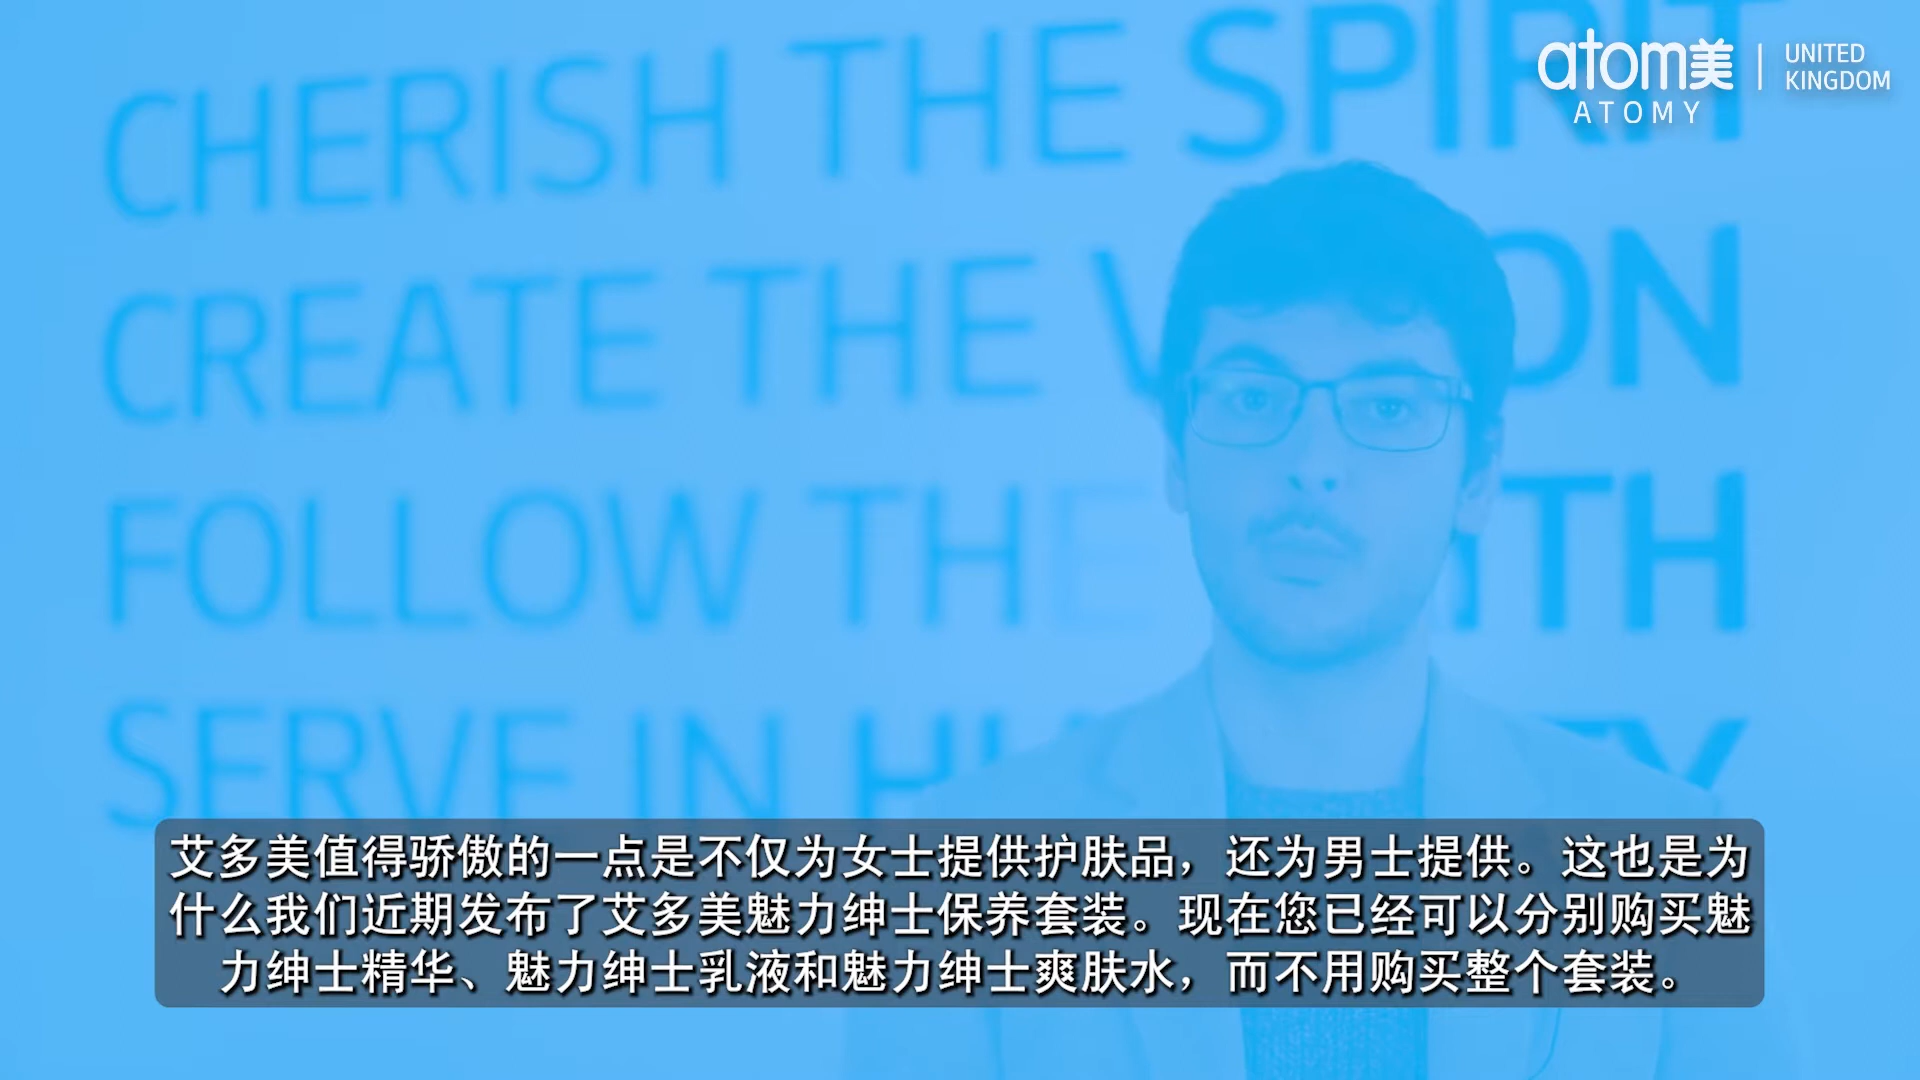 CHERISH THE SPIRIT
CREATE THE ON
FOLLOW THE TH
SERVE IN
atom美
ATOMY
UNITED
KINGDOM
艾多美值得骄傲的一点是不仅为女士提供护肤品，还为男士提供。这也是为
什么我们近期发布了艾多美魅力绅士保养套装。现在您已经可以分别购买魅
力绅士精华、魅力绅士乳液和魅力绅士爽肤水，而不用购买整个套装。